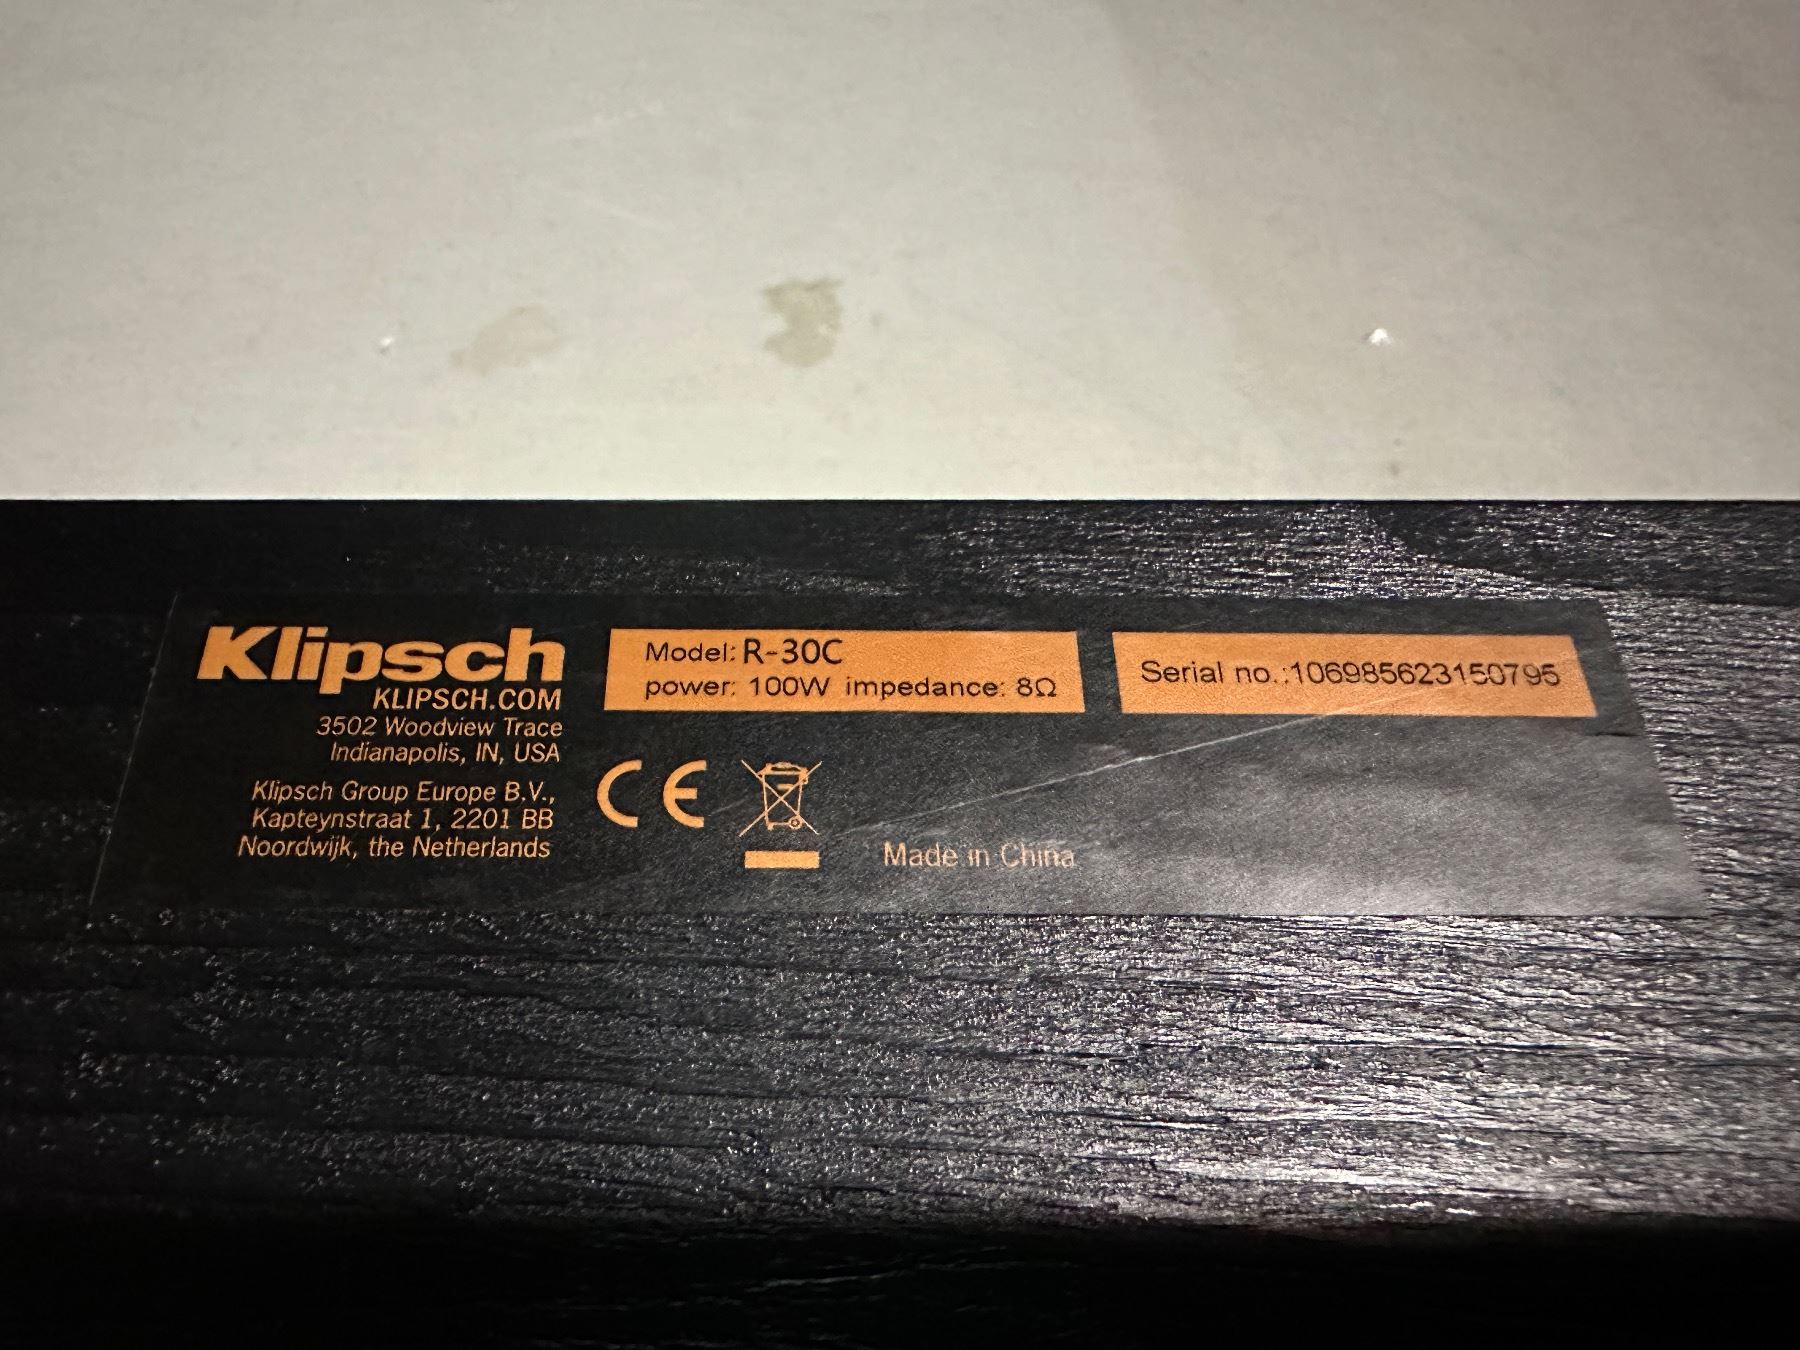 Klipsch
KLIPSCH.COM
3502 Woodview Trace
Indianapolis, IN, USA
Klipsch Group Europe B.V.,
Kapteynstraat 1, 2201 BB
Noordwijk, the Netherlands
Model: R-30C
power: 100W impedance: 8Ω
Serial no.:106985623150795
CE
Made in China